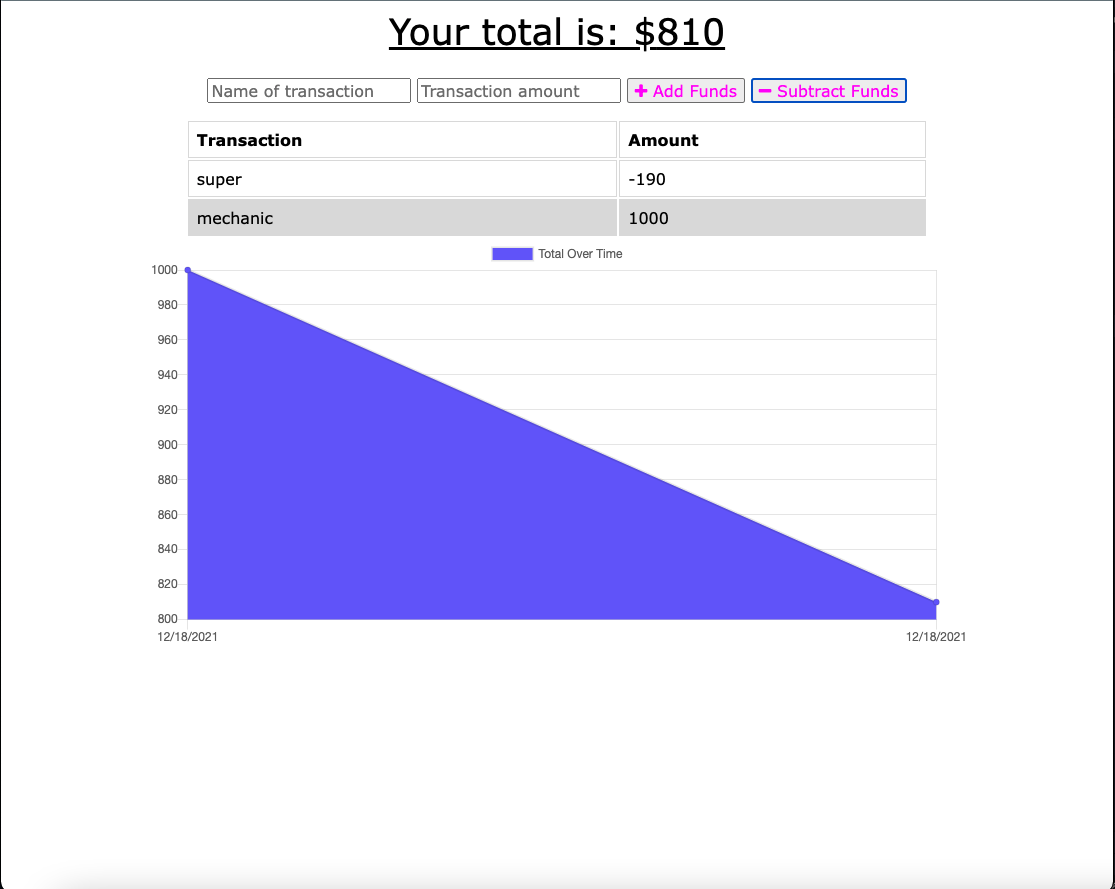 Your total is: $810
Name of transaction Transaction amount + Add Funds − Subtract Funds
Transaction Amount
super -190
mechanic 1000
Total Over Time
1000
980
960
940
920
900
880
860
840
820
800
12/18/2021 12/18/2021